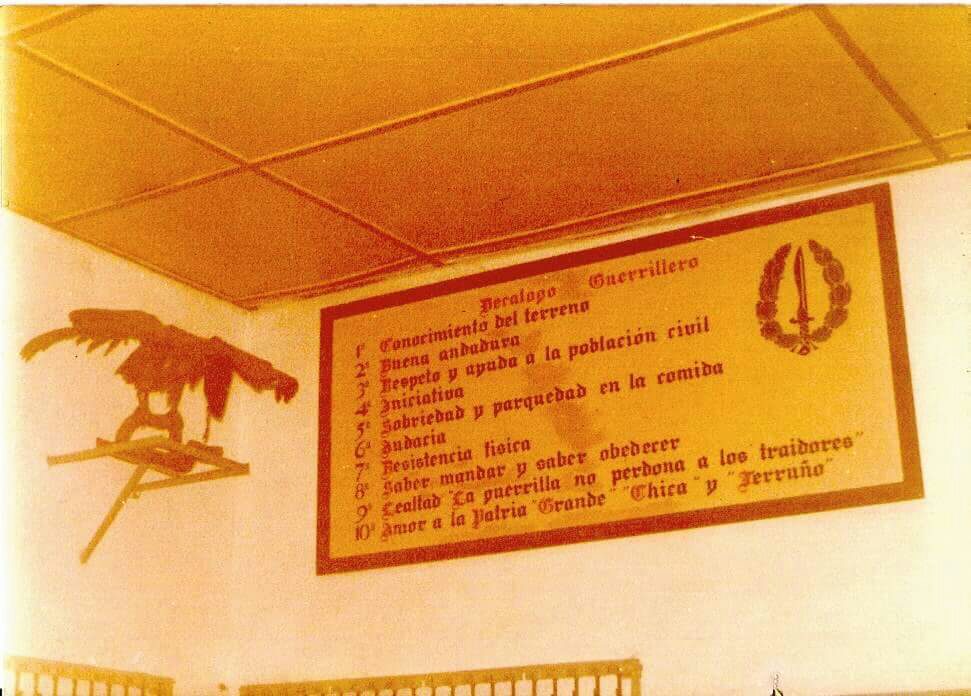 Decalogo Guerrillero
1º Conocimiento del terreno
2º Buena andadura
3º Respeto y ayuda a la población civil
4º Iniciativa
5º Sobriedad y parquedad en la comida
6º Audacia
7º Resistencia fisica
8º Saber mandar y saber obedecer
9º Lealtad "La guerrilla no perdona a los traidores"
10º Amor a la Patria "Grande" "Chica" y "Terruño"